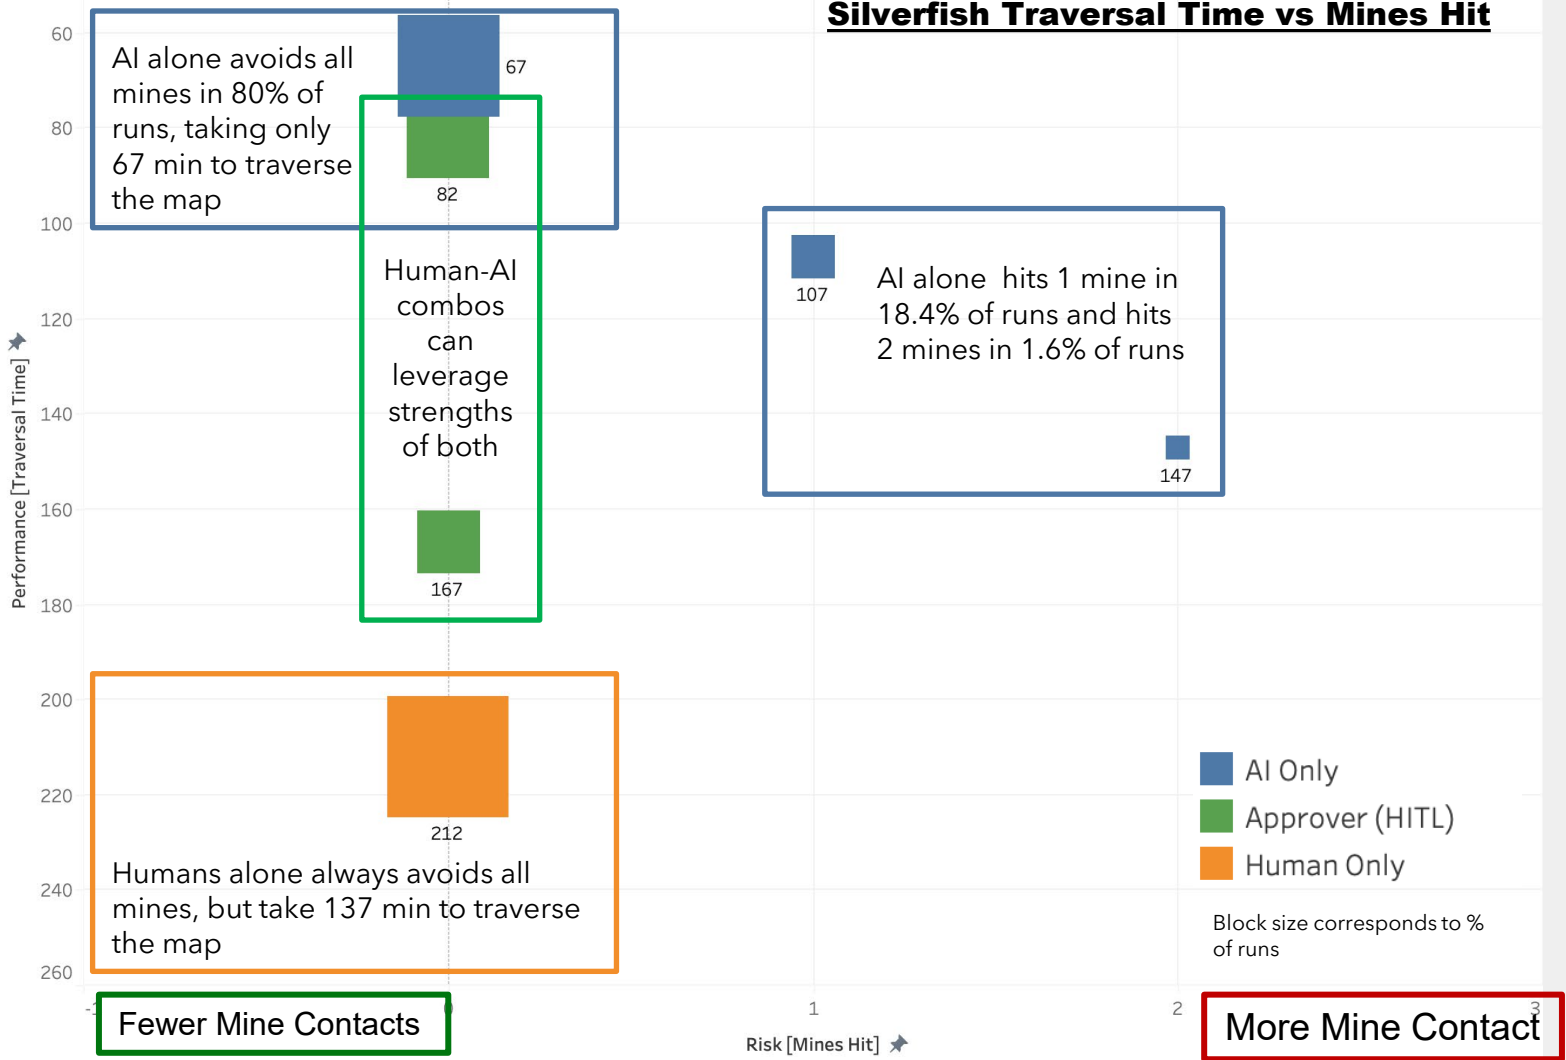 Silverfish Traversal Time vs Mines Hit
60
80
100
120
140
160
180
200
220
240
260
Performance [Traversal Time]
AI alone avoids all
mines in 80% of
runs, taking only
67 min to traverse
the map
67
82
Human-AI
combos
can
leverage
strengths
of both
167
107
AI alone hits 1 mine in
18.4% of runs and hits
2 mines in 1.6% of runs
147
212
Humans alone always avoids all
mines, but take 137 min to traverse
the map
AI Only
Approver (HITL)
Human Only
Block size corresponds to %
of runs
-1
0
1
2
3
Fewer Mine Contacts
More Mine Contact
Risk [Mines Hit]